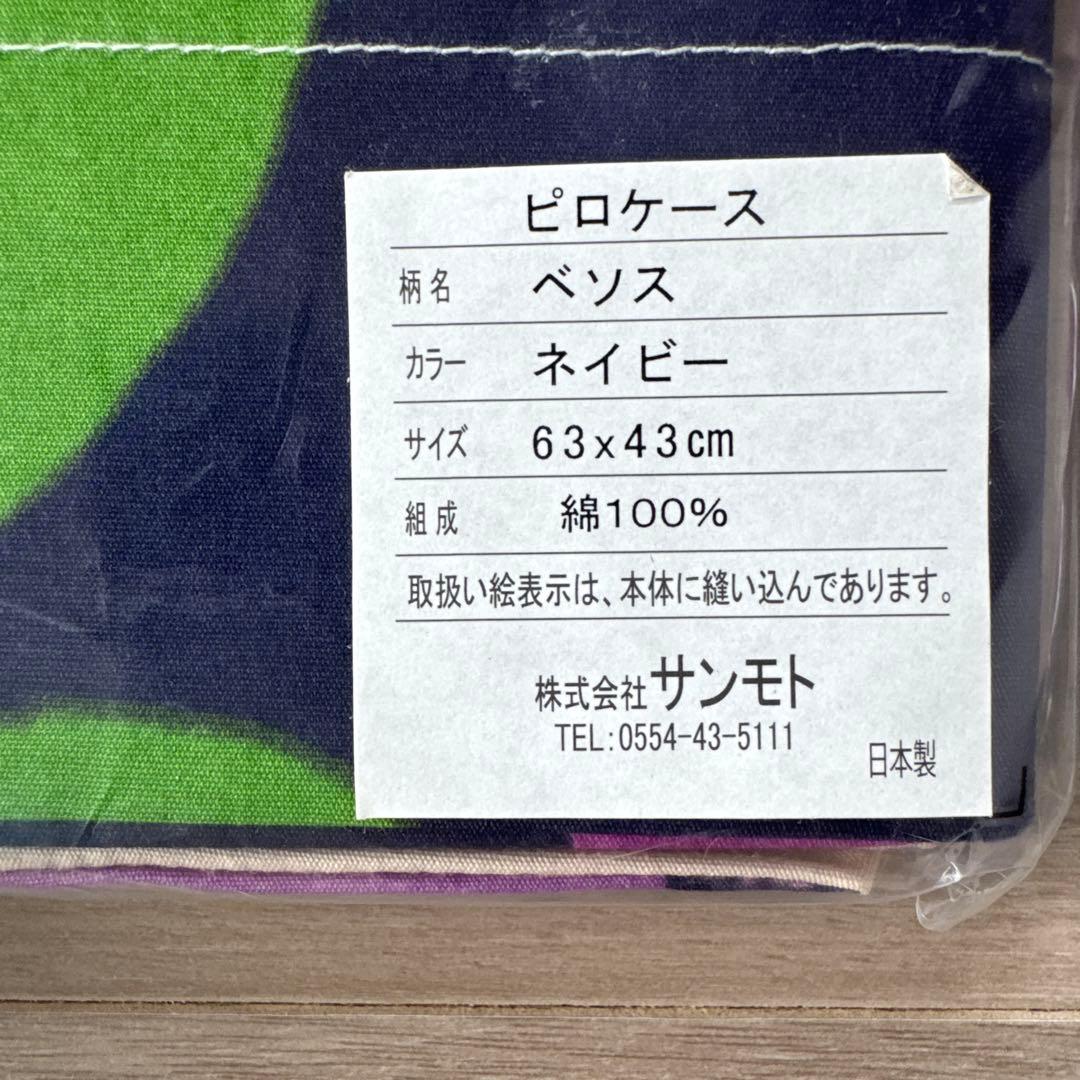 ピロケース
柄名 ベソス
カラー ネイビー
サイズ 63x43cm
組成 綿100%
取扱い絵表示は、本体に縫い込んであります。
株式会社サンモト
TEL:0554-43-5111
日本製